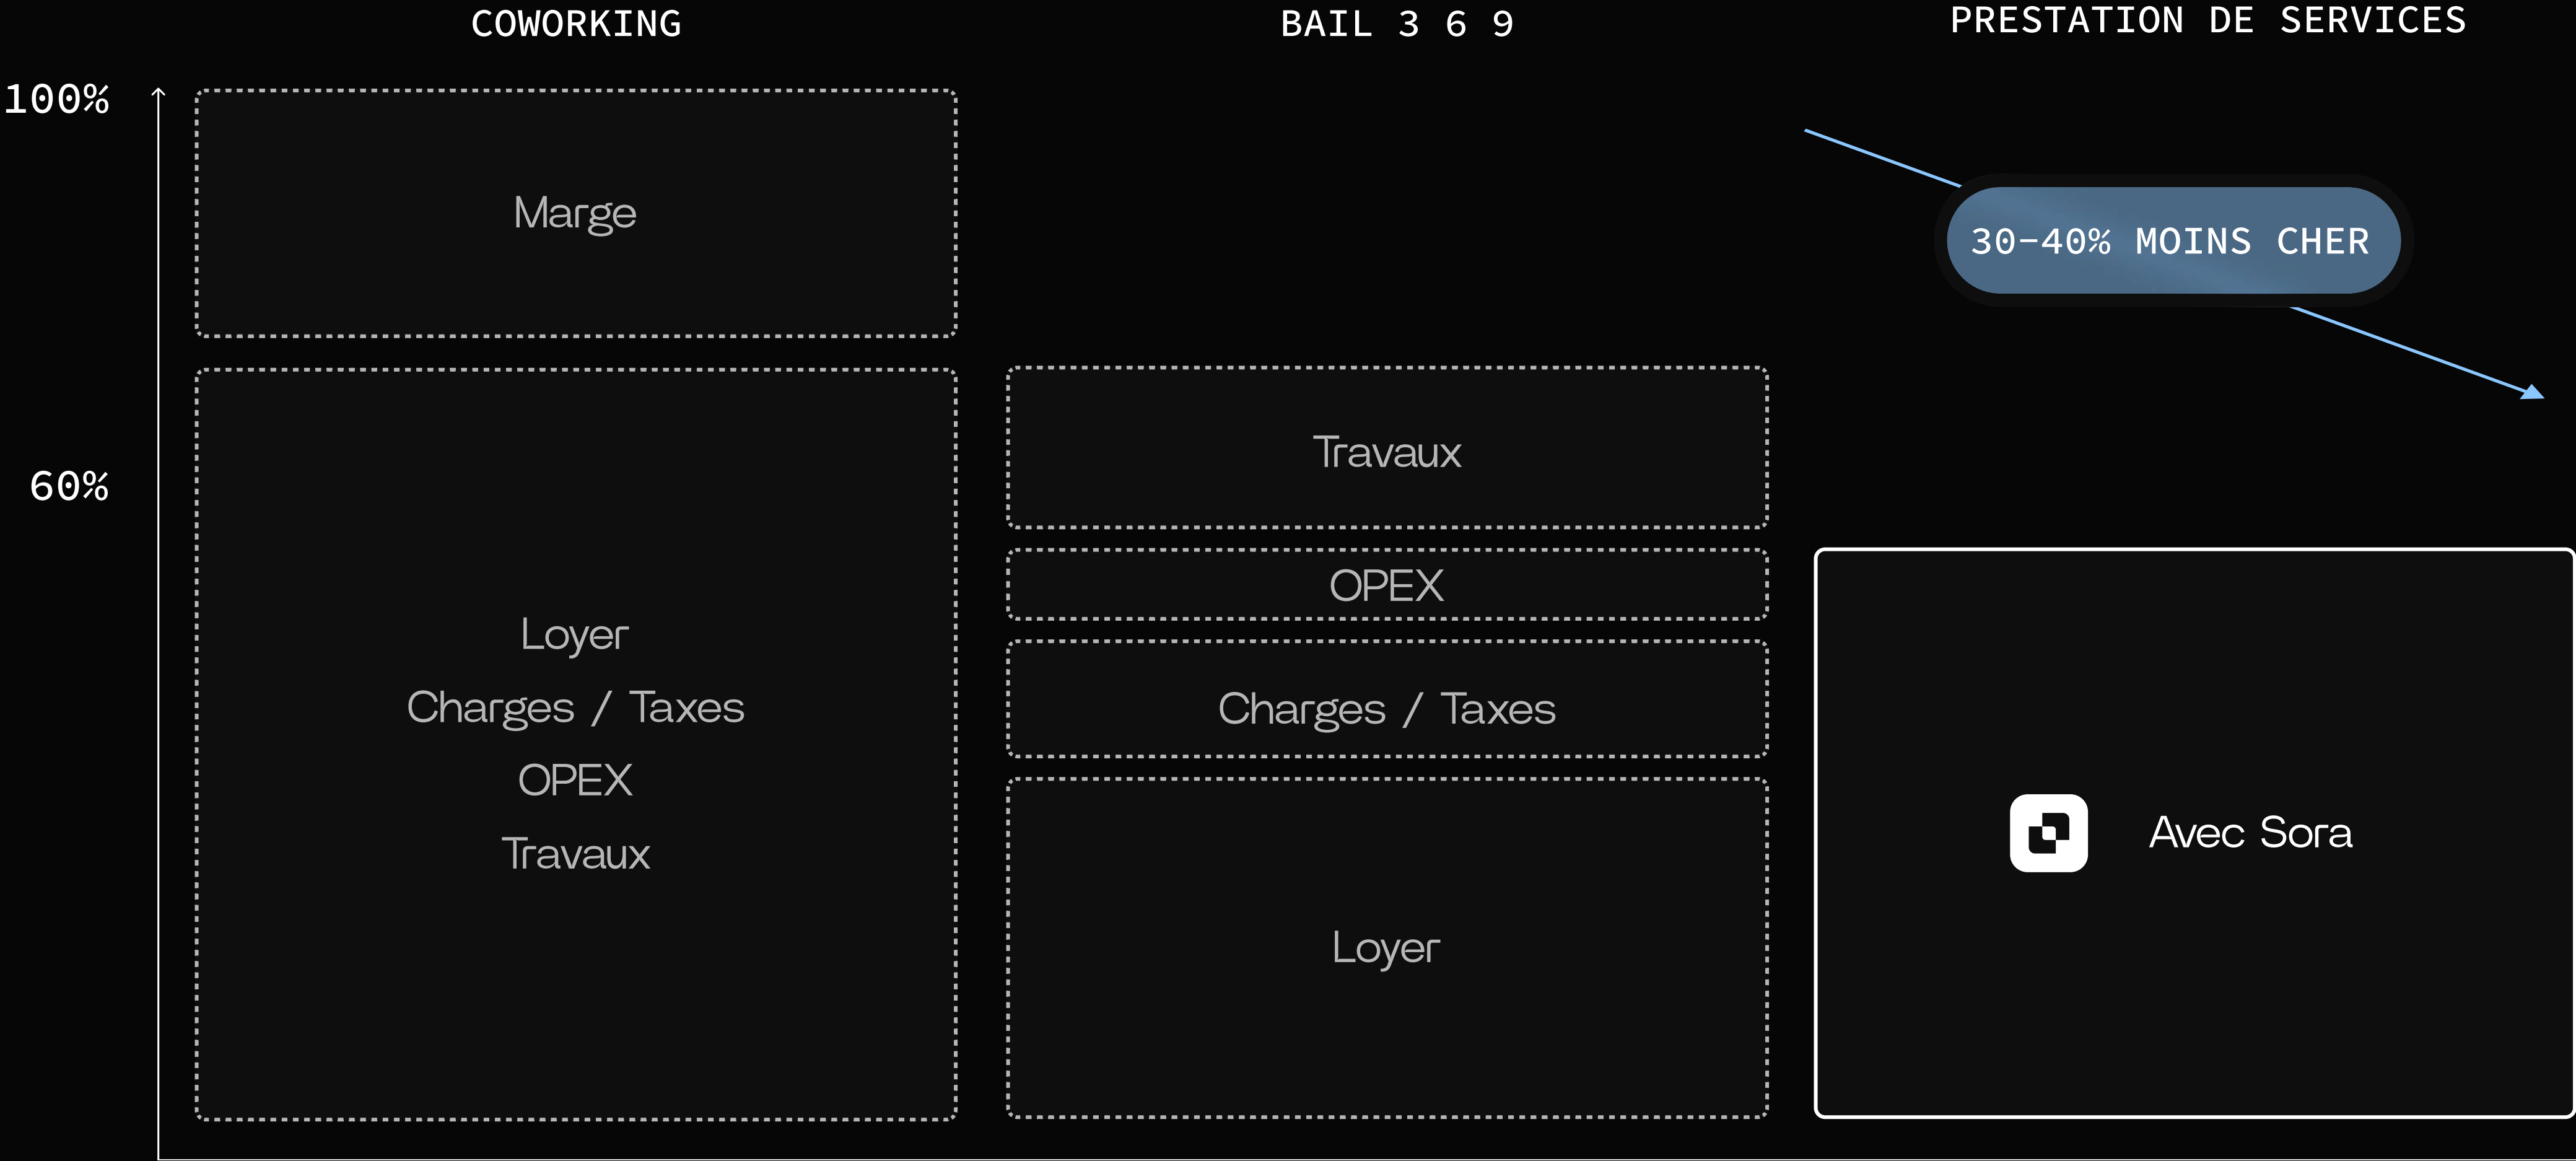 COWORKING
BAIL 3 6 9
PRESTATION DE SERVICES
100%
60%
Marge
Loyer
Charges / Taxes
OPEX
Travaux
Travaux
OPEX
Charges / Taxes
Loyer
30-40% MOINS CHER
Avec Sora